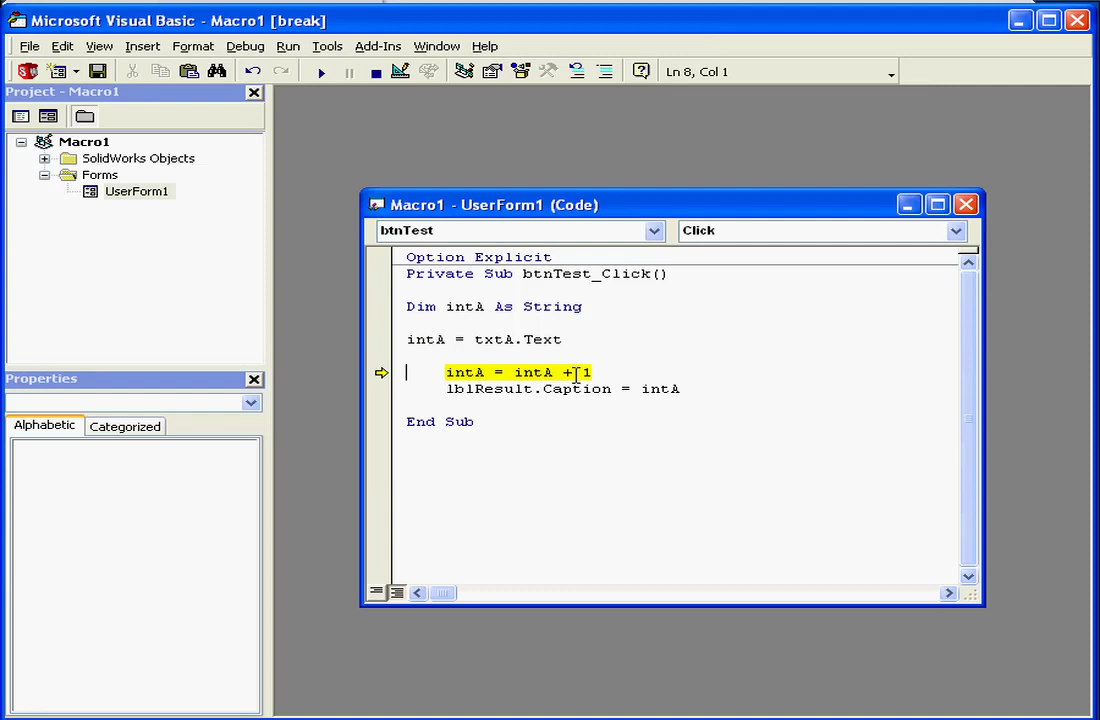 Microsoft Visual Basic - Macro1 [break]
File Edit View Insert Format Debug Run Tools Add-Ins Window Help
Ln 8, Col 1
Project - Macro1
Macro1
SolidWorks Objects
Forms
UserForm1
Properties
Alphabetic Categorized
Macro1 - UserForm1 (Code)
btnTest Click
Option Explicit
Private Sub btnTest_Click()
Dim intA As String
intA = txtA.Text
intA = intA + 1
lblResult.Caption = intA
End Sub